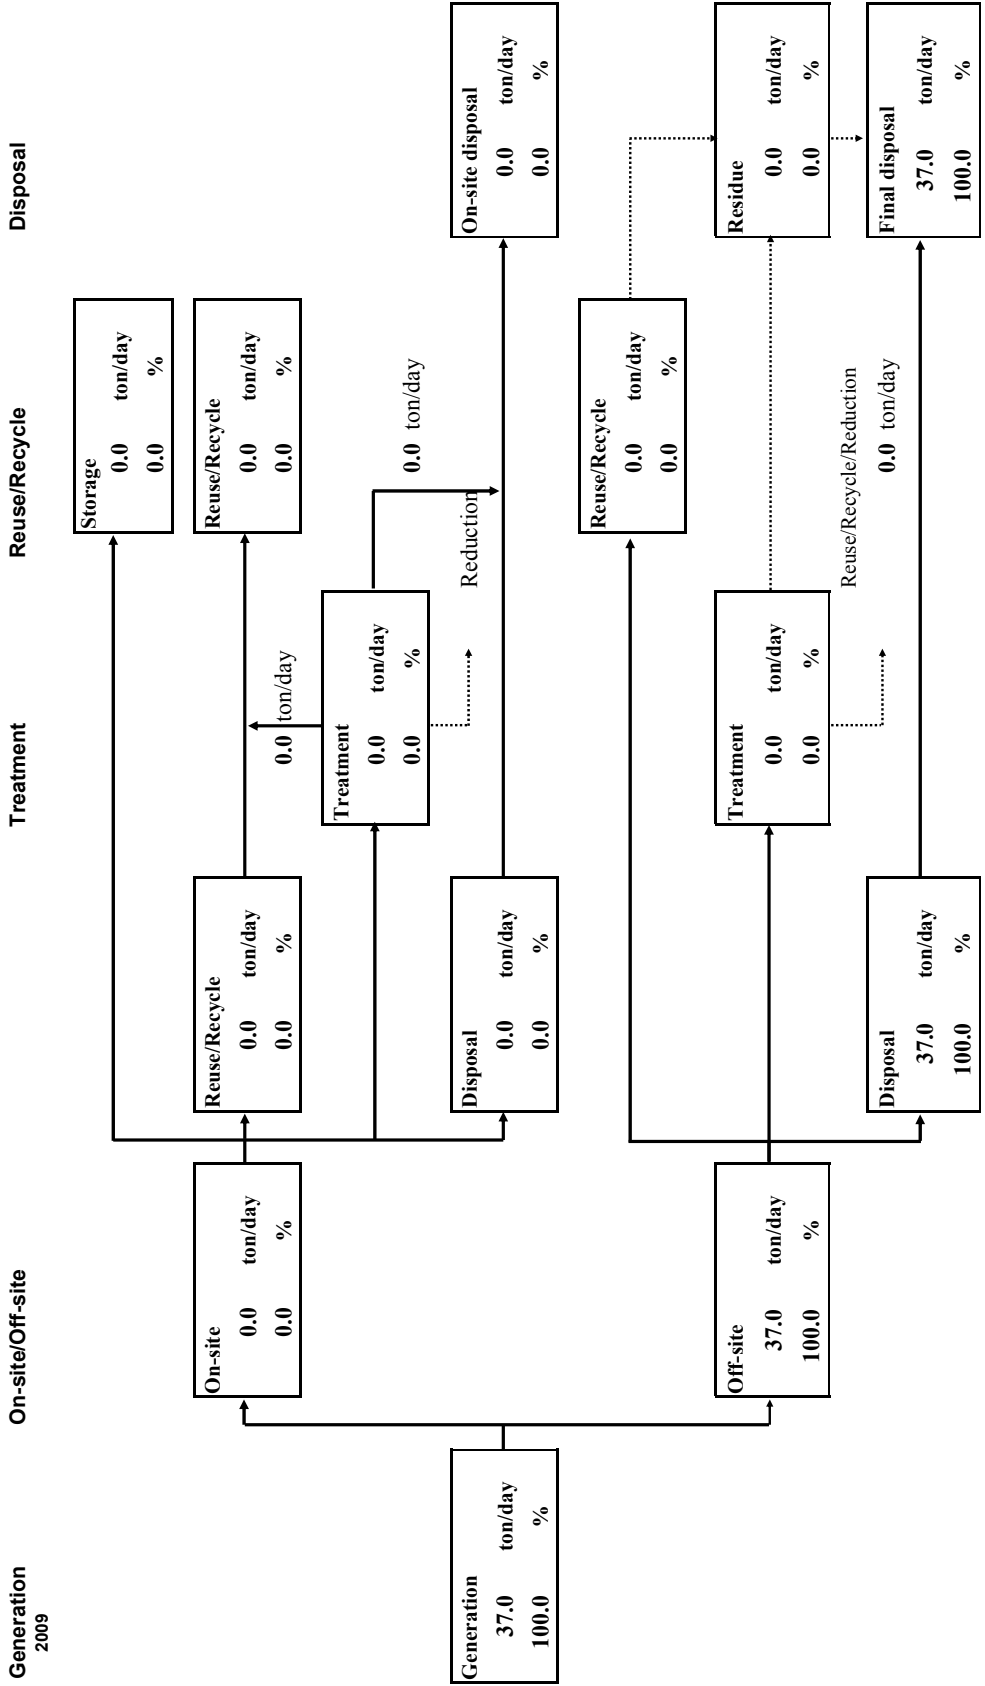 Generation On-site/Off-site Treatment Reuse/Recycle Disposal
2009
Storage
0.0 ton/day
0.0 %
On-site
0.0 ton/day
0.0 %
Reuse/Recycle
0.0 ton/day
0.0 %
Reuse/Recycle
0.0 ton/day
0.0 %
0.0 ton/day
Treatment
0.0 ton/day
0.0 %
0.0 ton/day
Reduction
Generation
37.0 ton/day
100.0 %
Disposal
0.0 ton/day
0.0 %
On-site disposal
0.0 ton/day
0.0 %
Reuse/Recycle
0.0 ton/day
0.0 %
Off-site
37.0 ton/day
100.0 %
Treatment
0.0 ton/day
0.0 %
Residue
0.0 ton/day
0.0 %
Reuse/Recycle/Reduction
0.0 ton/day
Disposal
37.0 ton/day
100.0 %
Final disposal
37.0 ton/day
100.0 %